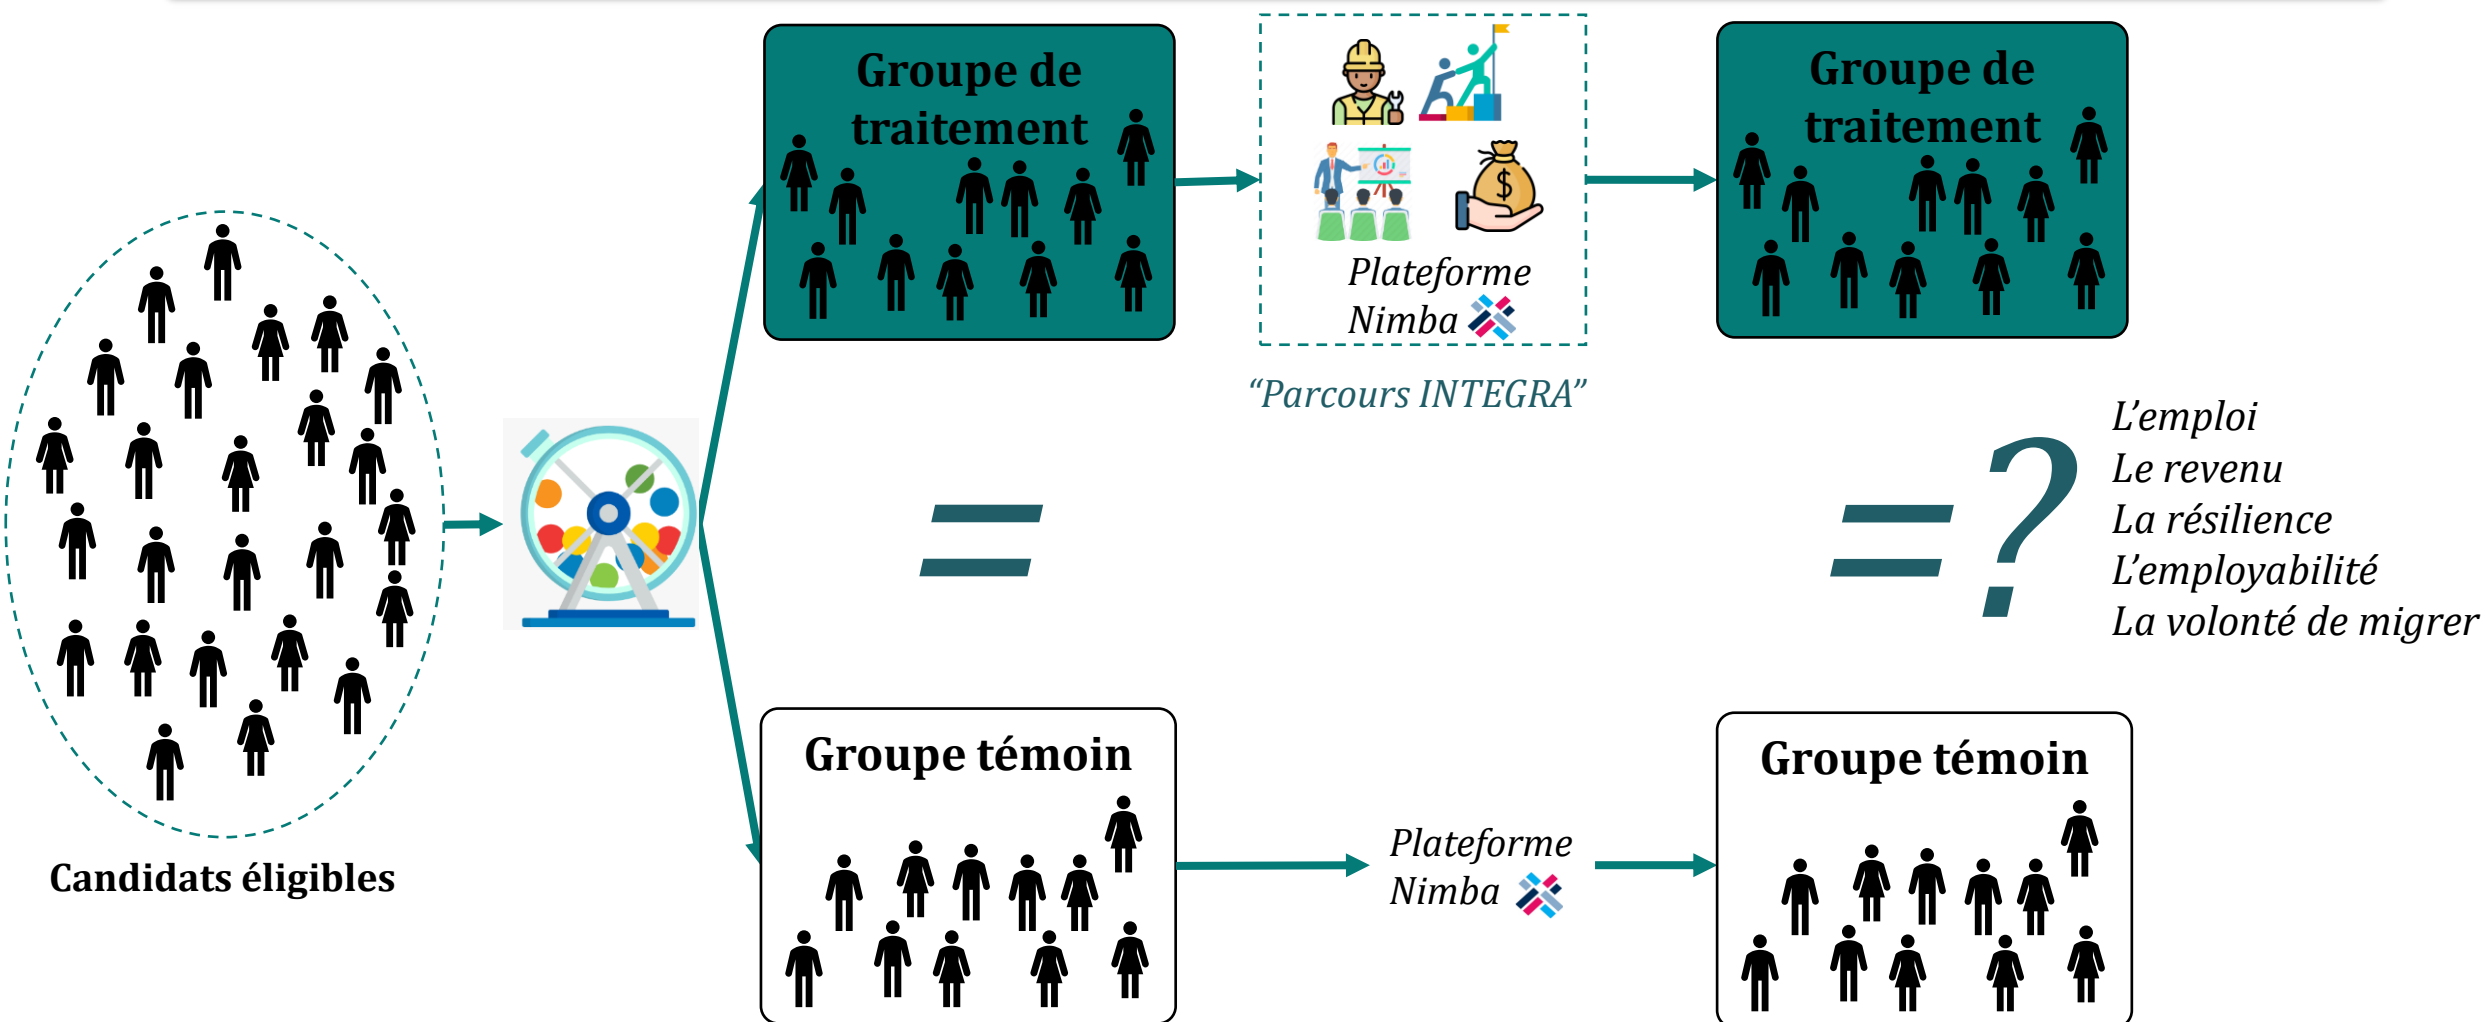 Groupe de
traitement
Plateforme
Nimba
“Parcours INTEGRA”
Groupe de
traitement
Candidats éligibles
=
=?
L’emploi
Le revenu
La résilience
L’employabilité
La volonté de migrer
Groupe témoin
Plateforme
Nimba
Groupe témoin
$